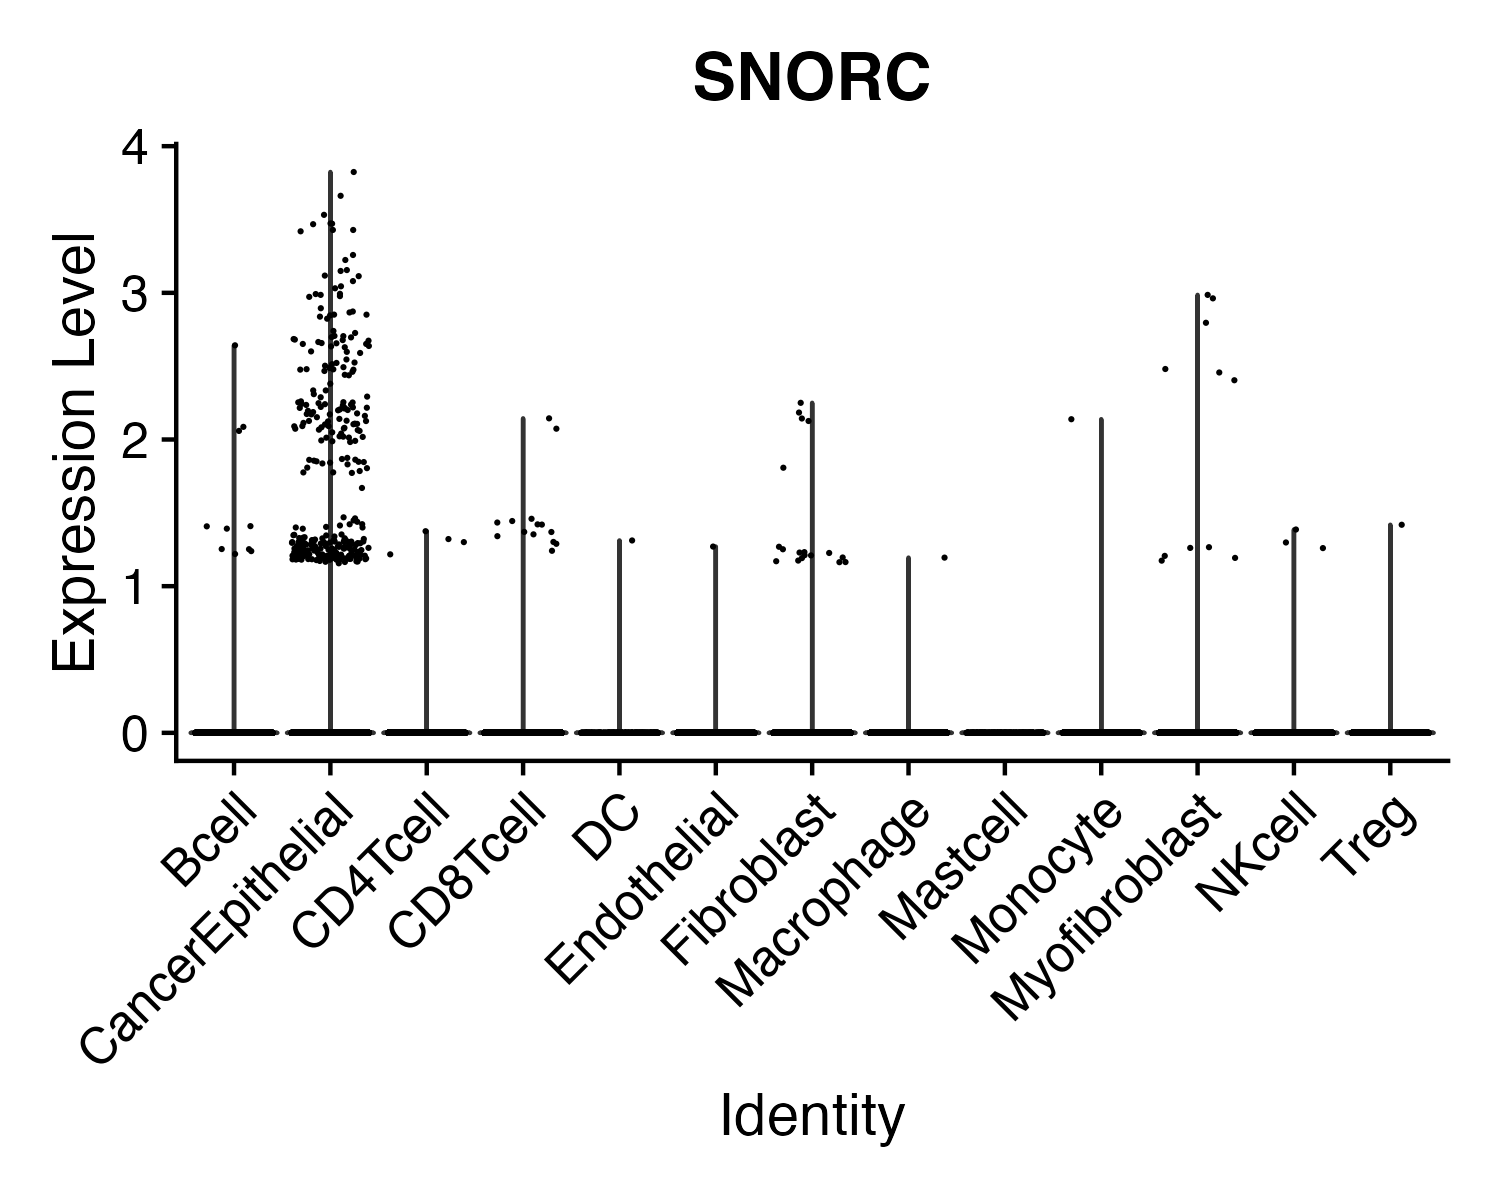 SNORC
Expression Level
4
3
2
1
0
Bcell
CancerEpithelial
CD4Tcell
CD8Tcell
DC
Endothelial
Fibroblast
Macrophage
Mastcell
Monocyte
Myofibroblast
NKcell
Treg
Identity